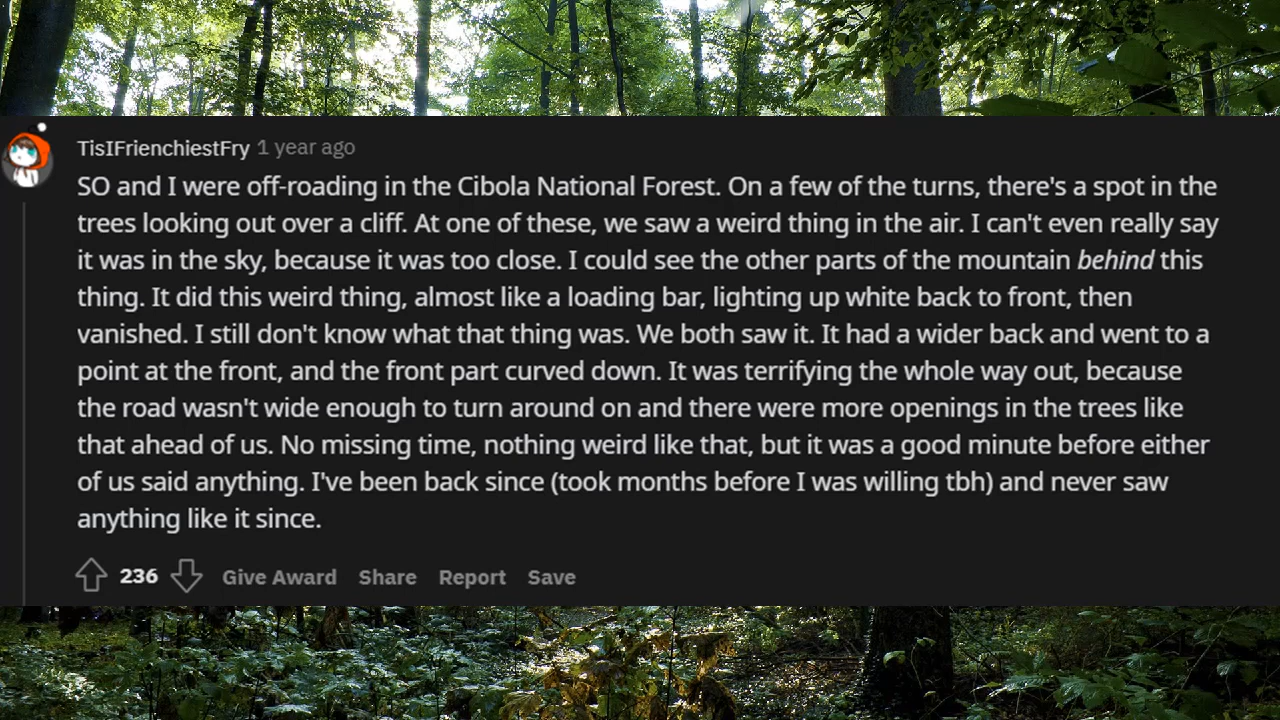 TisIFrienchiestFry 1 year ago
SO and I were off-roading in the Cibola National Forest. On a few of the turns, there's a spot in the
trees looking out over a cliff. At one of these, we saw a weird thing in the air. I can't even really say
it was in the sky, because it was too close. I could see the other parts of the mountain behind this
thing. It did this weird thing, almost like a loading bar, lighting up white back to front, then
vanished. I still don't know what that thing was. We both saw it. It had a wider back and went to a
point at the front, and the front part curved down. It was terrifying the whole way out, because
the road wasn't wide enough to turn around on and there were more openings in the trees like
that ahead of us. No missing time, nothing weird like that, but it was a good minute before either
of us said anything. I've been back since (took months before I was willing tbh) and never saw
anything like it since.
236 Give Award Share Report Save